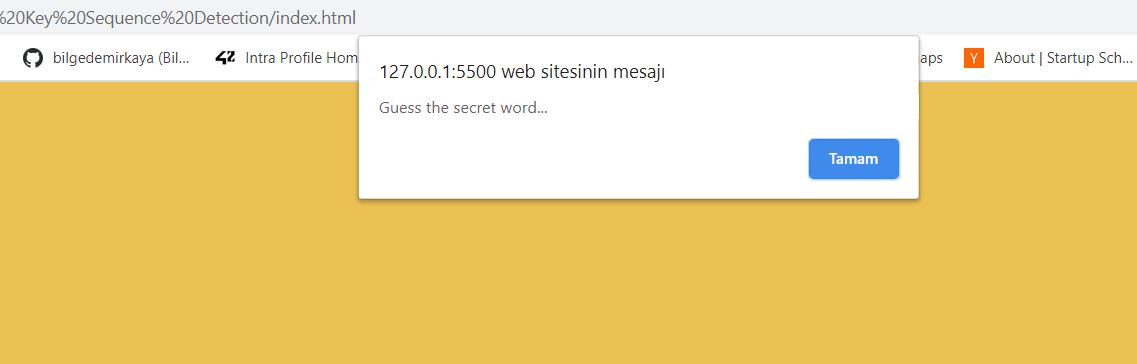 %20Key%20Sequence%20Detection/index.html
bilgedemirkaya (Bil... Intra Profile Hom aps Y About | Startup Sch...
127.0.0.1:5500 web sitesinin mesajı
Guess the secret word...
Tamam